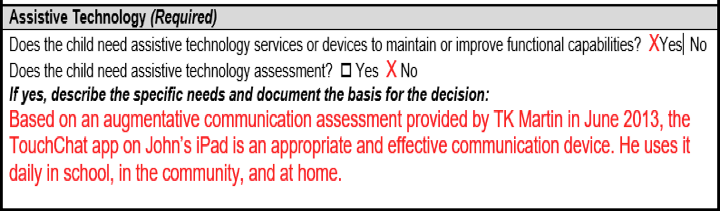 Assistive Technology (Required)
Does the child need assistive technology services or devices to maintain or improve functional capabilities? XYes| No
Does the child need assistive technology assessment? ☐ Yes X No
If yes, describe the specific needs and document the basis for the decision:
Based on an augmentative communication assessment provided by TK Martin in June 2013, the
TouchChat app on John's iPad is an appropriate and effective communication device. He uses it
daily in school, in the community, and at home.